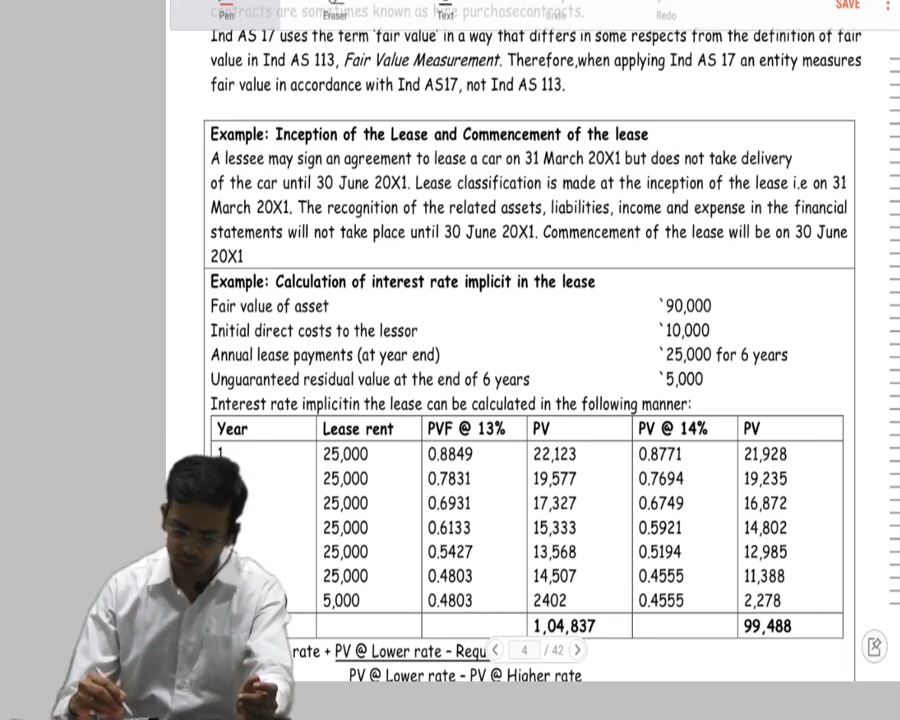 contracts are sometimes known as hire purchasecontracts.
Pen Eraser Text Undo Redo SAVE
Ind AS 17 uses the term 'fair value' in a way that differs in some respects from the definition of fair
value in Ind AS 113, Fair Value Measurement. Therefore,when applying Ind AS 17 an entity measures
fair value in accordance with Ind AS17, not Ind AS 113.
Example: Inception of the Lease and Commencement of the lease
A lessee may sign an agreement to lease a car on 31 March 20X1 but does not take delivery
of the car until 30 June 20X1. Lease classification is made at the inception of the lease i.e on 31
March 20X1. The recognition of the related assets, liabilities, income and expense in the financial
statements will not take place until 30 June 20X1. Commencement of the lease will be on 30 June
20X1
Example: Calculation of interest rate implicit in the lease
Fair value of asset `90,000
Initial direct costs to the lessor `10,000
Annual lease payments (at year end) `25,000 for 6 years
Unguaranteed residual value at the end of 6 years `5,000
Interest rate implicitin the lease can be calculated in the following manner:
Year Lease rent PVF @ 13% PV PV @ 14% PV
1 25,000 0.8849 22,123 0.8771 21,928
25,000 0.7831 19,577 0.7694 19,235
25,000 0.6931 17,327 0.6749 16,872
25,000 0.6133 15,333 0.5921 14,802
25,000 0.5427 13,568 0.5194 12,985
25,000 0.4803 14,507 0.4555 11,388
5,000 0.4803 2402 0.4555 2,278
1,04,837 99,488
rate + PV @ Lower rate - Requ 4 / 42
PV @ Lower rate - PV @ Higher rate